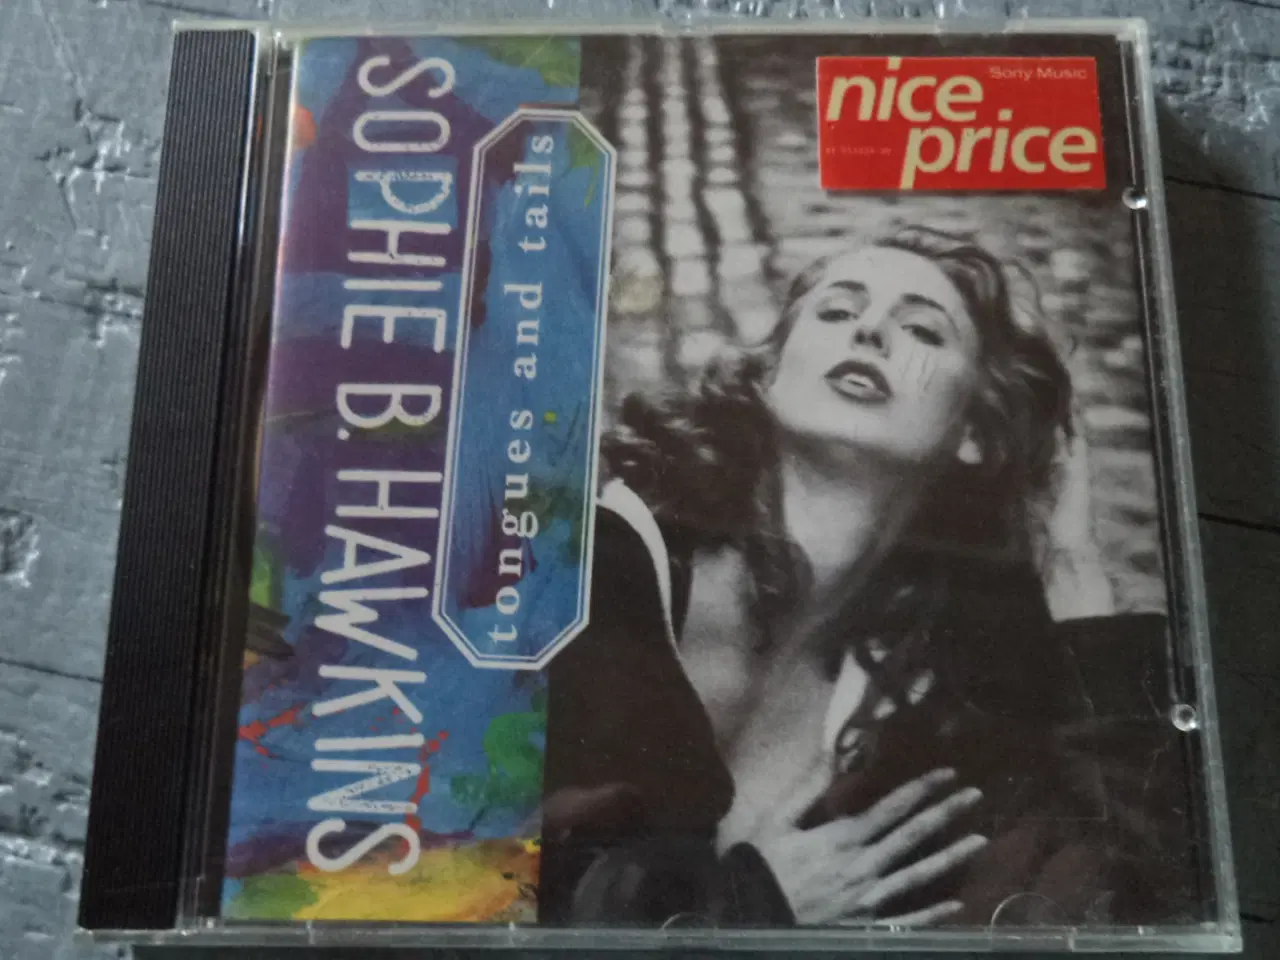 SOPHIE B. HAWKINS
tongues and tails
Sony Music
nice
price